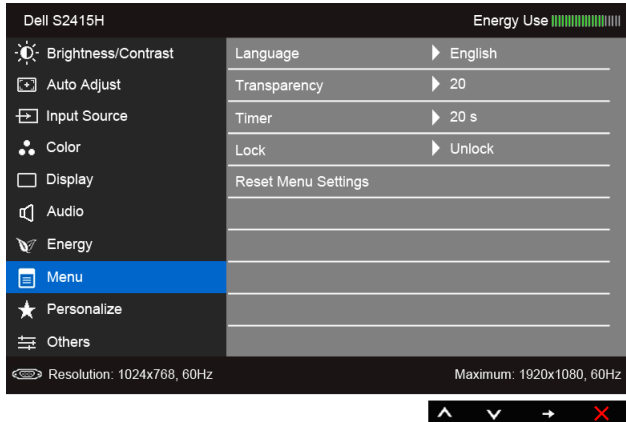 Dell S2415H Energy Use
Brightness/Contrast Language English
Auto Adjust Transparency 20
Input Source Timer 20 s
Color Lock Unlock
Display Reset Menu Settings
Audio
Energy
Menu
Personalize
Others
Resolution: 1024x768, 60Hz Maximum: 1920x1080, 60Hz